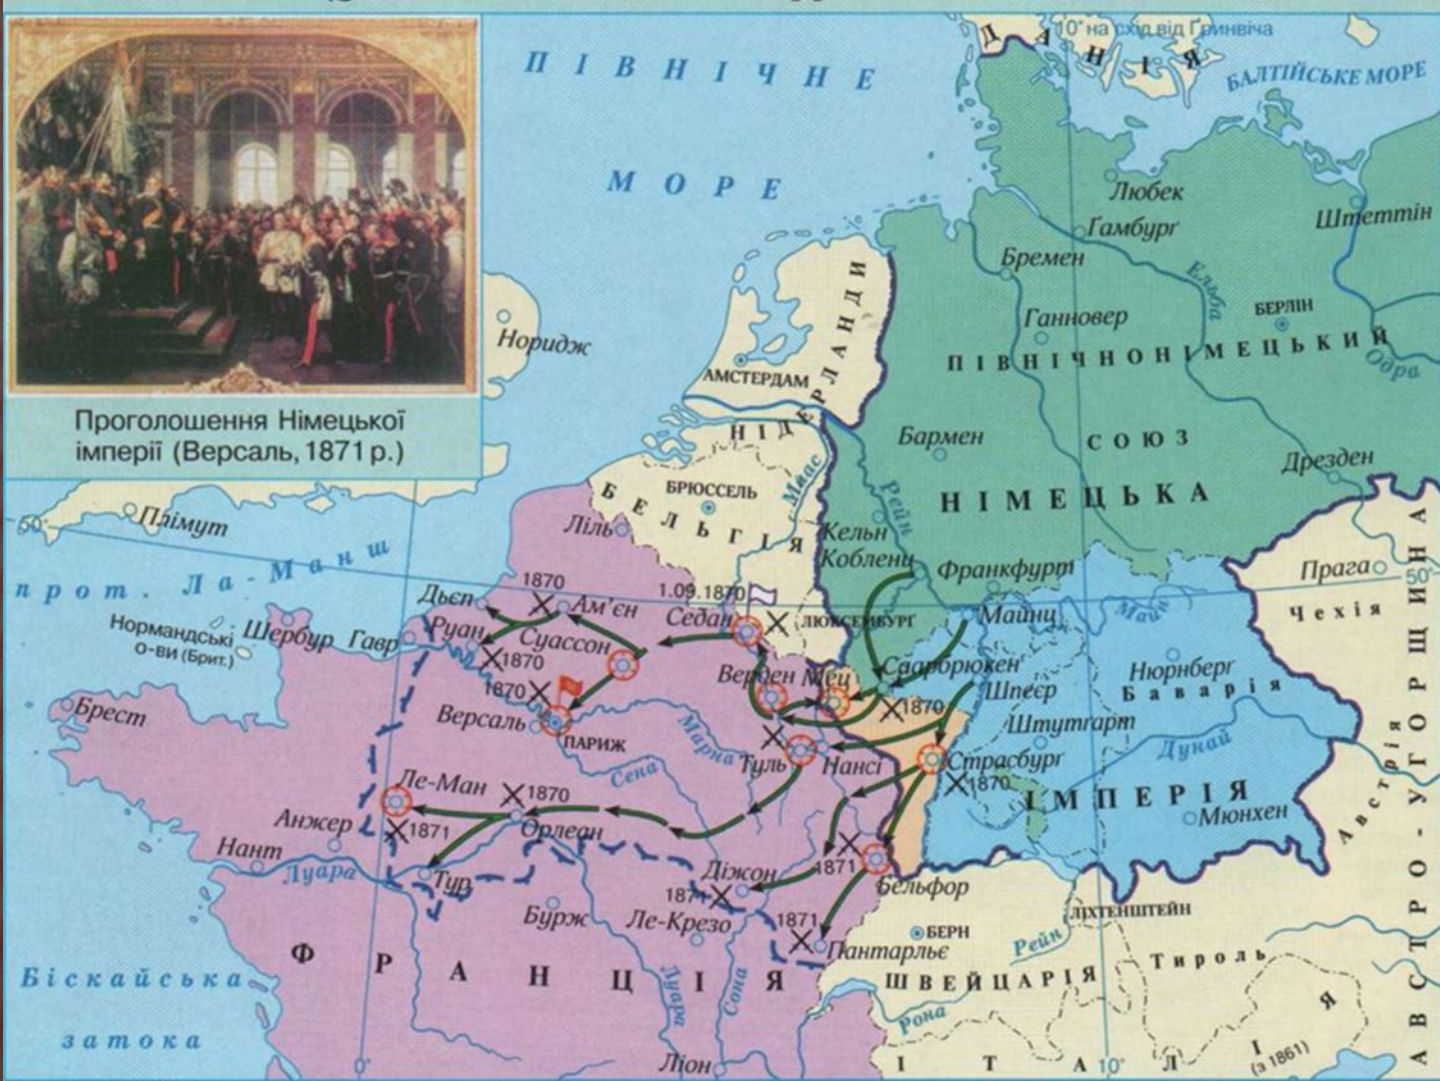 10° на схід від Ґринвіча
ДАНІЯ
БАЛТІЙСЬКЕ МОРЕ
ПІВНІЧНЕ
МОРЕ
Любек
Штеттін
Гамбург
Бремен
Ельба
БЕРЛІН
Ганновер
Норидж
ПІВНІЧНОНІМЕЦЬКИЙ
Одра
НІДЕРЛАНДИ
АМСТЕРДАМ
Проголошення Німецької
імперії (Версаль, 1871 р.)
Бармен
СОЮЗ
Дрезден
БРЮССЕЛЬ
Маас
Рейн
НІМЕЦЬКА
БЕЛЬГІЯ
50°
Плімут
Ліль
Кельн
Кобленц
Франкфурт
Прага
50°
прот. Ла-Манш
1870
1.09.1870
Дьєп
Ам'єн
Седан
ЛЮКСЕМБУРГ
Майнц
Майн
Чехія
Нормандські
о-ви (Брит.)
Шербур
Гавр
Руан
Суассон
1870
Верден
Мец
Саарбрюкен
Нюрнберг
Баварія
Шпеєр
1870
1870
Брест
Версаль
ПАРИЖ
Марна
Штутгарт
Дунай
Сена
Туль
Нансі
Страсбург
1870
ІМПЕРІЯ
Ле-Ман
1870
Мюнхен
Анжер
1871
Орлеан
Австрія
АВСТРО-УГОРЩИНА
Нант
Луара
Тур
Діжон
1871
Бельфор
1871
Бурж
Ле-Крезо
1871
Пантарльє
ЛІХТЕНШТЕЙН
БЕРН
Рейн
Тироль
ФРАНЦІЯ
ШВЕЙЦАРІЯ
Біскайська
затока
Луара
Сона
Рона
Ліон
0°
10°
ІТАЛІЯ
(з 1861)